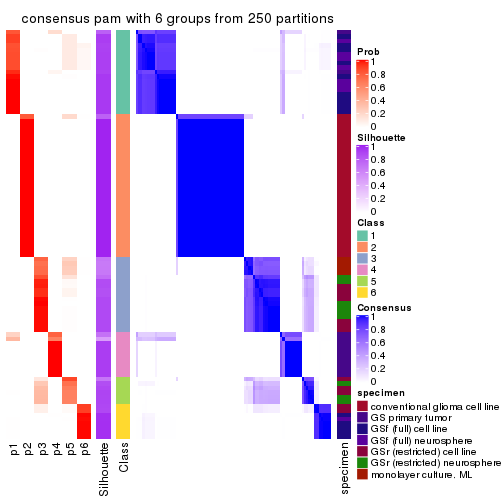 consensus pam with 6 groups from 250 partitions
Prob
1
0.8
0.6
0.4
0.2
0
Silhouette
1
0.8
0.6
0.4
0.2
0
Class
1
2
3
4
5
6
Consensus
1
0.8
0.6
0.4
0.2
0
specimen
conventional glioma cell line
GS primary tumor
GSf (full) cell line
GSf (full) neurosphere
GSr (restricted) cell line
GSr (restricted) neurosphere
monolayer culture. ML
p1
p2
p3
p4
p5
p6
Silhouette
Class
specimen